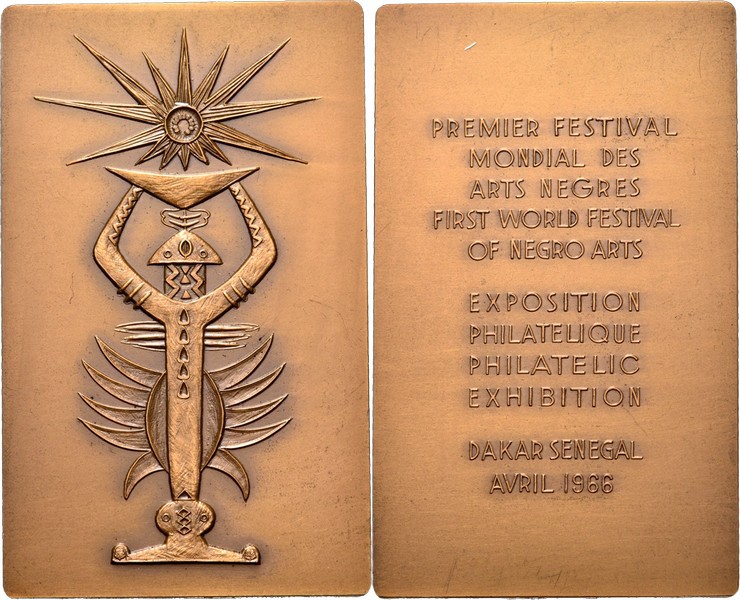 PREMIER FESTIVAL
MONDIAL DES
ARTS NEGRES
FIRST WORLD FESTIVAL
OF NEGRO ARTS
EXPOSITION
PHILATELIQUE
PHILATELIC
EXHIBITION
DAKAR SENEGAL
AVRIL 1966